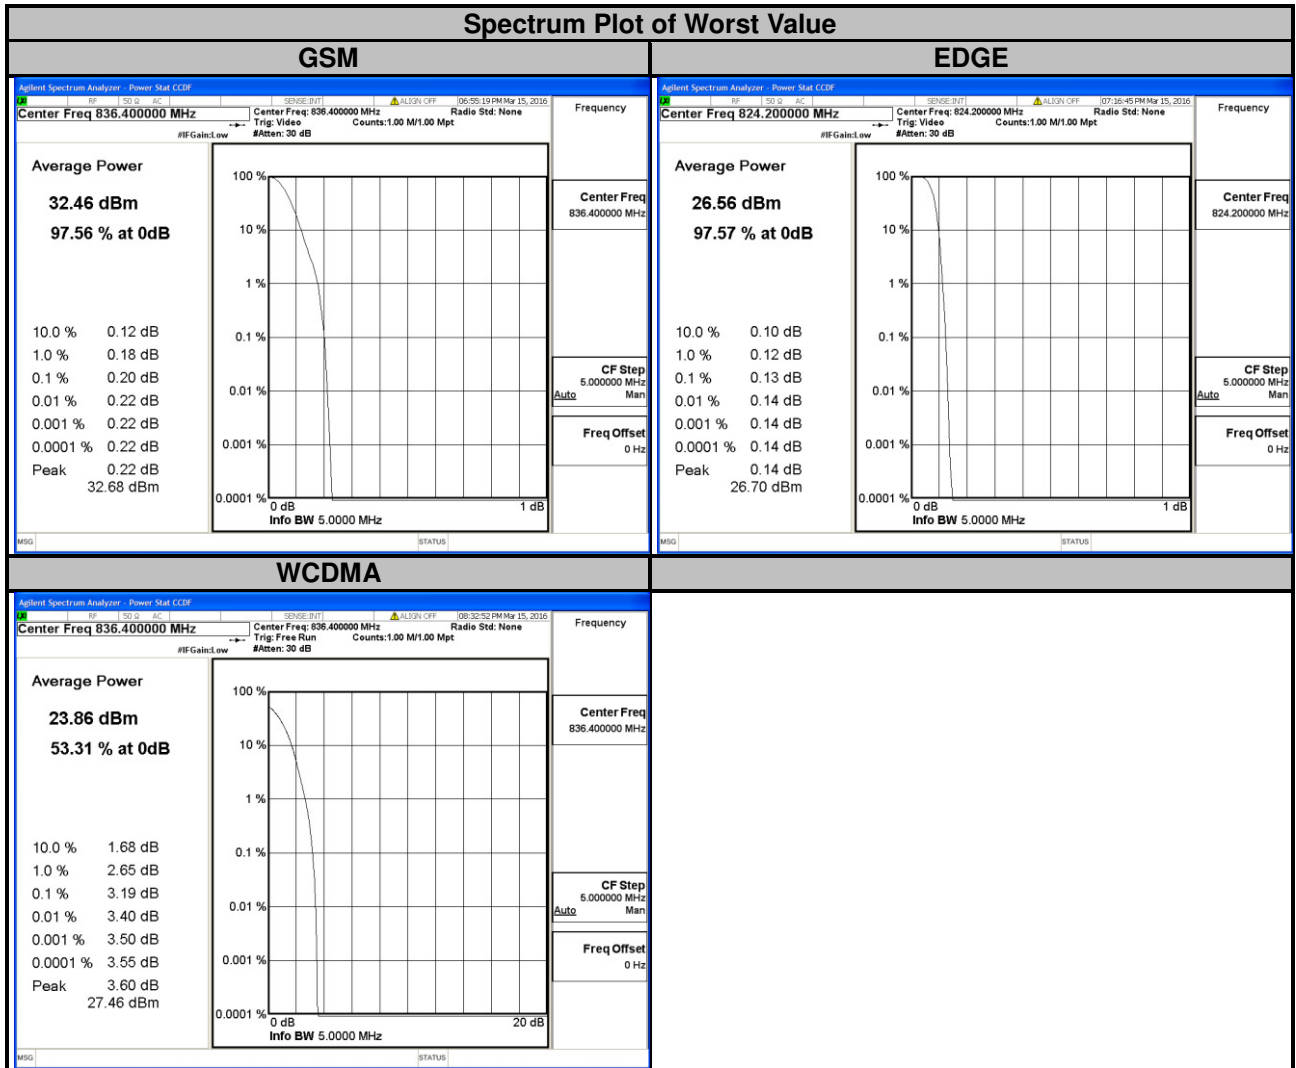 Spectrum Plot of Worst Value
GSM
EDGE
Agilent Spectrum Analyzer - Power Stat CCDF
RF 50 Ω AC SENSE:INT ALIGN OFF 06:55:19 PM Mar 15, 2016
Center Freq 836.400000 MHz
Center Freq: 836.400000 MHz Radio Std: None
Trig: Video Counts:1.00 M/1.00 Mpt
#IFGain:Low #Atten: 30 dB
Frequency
Average Power
32.46 dBm
97.56 % at 0dB
10.0 % 0.12 dB
1.0 % 0.18 dB
0.1 % 0.20 dB
0.01 % 0.22 dB
0.001 % 0.22 dB
0.0001 % 0.22 dB
Peak 0.22 dB
32.68 dBm
100 %
10 %
1 %
0.1 %
0.01 %
0.001 %
0.0001 %
0 dB 1 dB
Info BW 5.0000 MHz
Center Freq
836.400000 MHz
CF Step
5.000000 MHz
Auto Man
Freq Offset
0 Hz
MSG STATUS
Agilent Spectrum Analyzer - Power Stat CCDF
RF 50 Ω AC SENSE:INT ALIGN OFF 07:16:45 PM Mar 15, 2016
Center Freq 824.200000 MHz
Center Freq: 824.200000 MHz Radio Std: None
Trig: Video Counts:1.00 M/1.00 Mpt
#IFGain:Low #Atten: 30 dB
Frequency
Average Power
26.56 dBm
97.57 % at 0dB
10.0 % 0.10 dB
1.0 % 0.12 dB
0.1 % 0.13 dB
0.01 % 0.14 dB
0.001 % 0.14 dB
0.0001 % 0.14 dB
Peak 0.14 dB
26.70 dBm
100 %
10 %
1 %
0.1 %
0.01 %
0.001 %
0.0001 %
0 dB 1 dB
Info BW 5.0000 MHz
Center Freq
824.200000 MHz
CF Step
5.000000 MHz
Auto Man
Freq Offset
0 Hz
MSG STATUS
WCDMA
Agilent Spectrum Analyzer - Power Stat CCDF
RF 50 Ω AC SENSE:INT ALIGN OFF 08:32:52 PM Mar 15, 2016
Center Freq 836.400000 MHz
Center Freq: 836.400000 MHz Radio Std: None
Trig: Free Run Counts:1.00 M/1.00 Mpt
#IFGain:Low #Atten: 30 dB
Frequency
Average Power
23.86 dBm
53.31 % at 0dB
10.0 % 1.68 dB
1.0 % 2.65 dB
0.1 % 3.19 dB
0.01 % 3.40 dB
0.001 % 3.50 dB
0.0001 % 3.55 dB
Peak 3.60 dB
27.46 dBm
100 %
10 %
1 %
0.1 %
0.01 %
0.001 %
0.0001 %
0 dB 20 dB
Info BW 5.0000 MHz
Center Freq
836.400000 MHz
CF Step
5.000000 MHz
Auto Man
Freq Offset
0 Hz
MSG STATUS